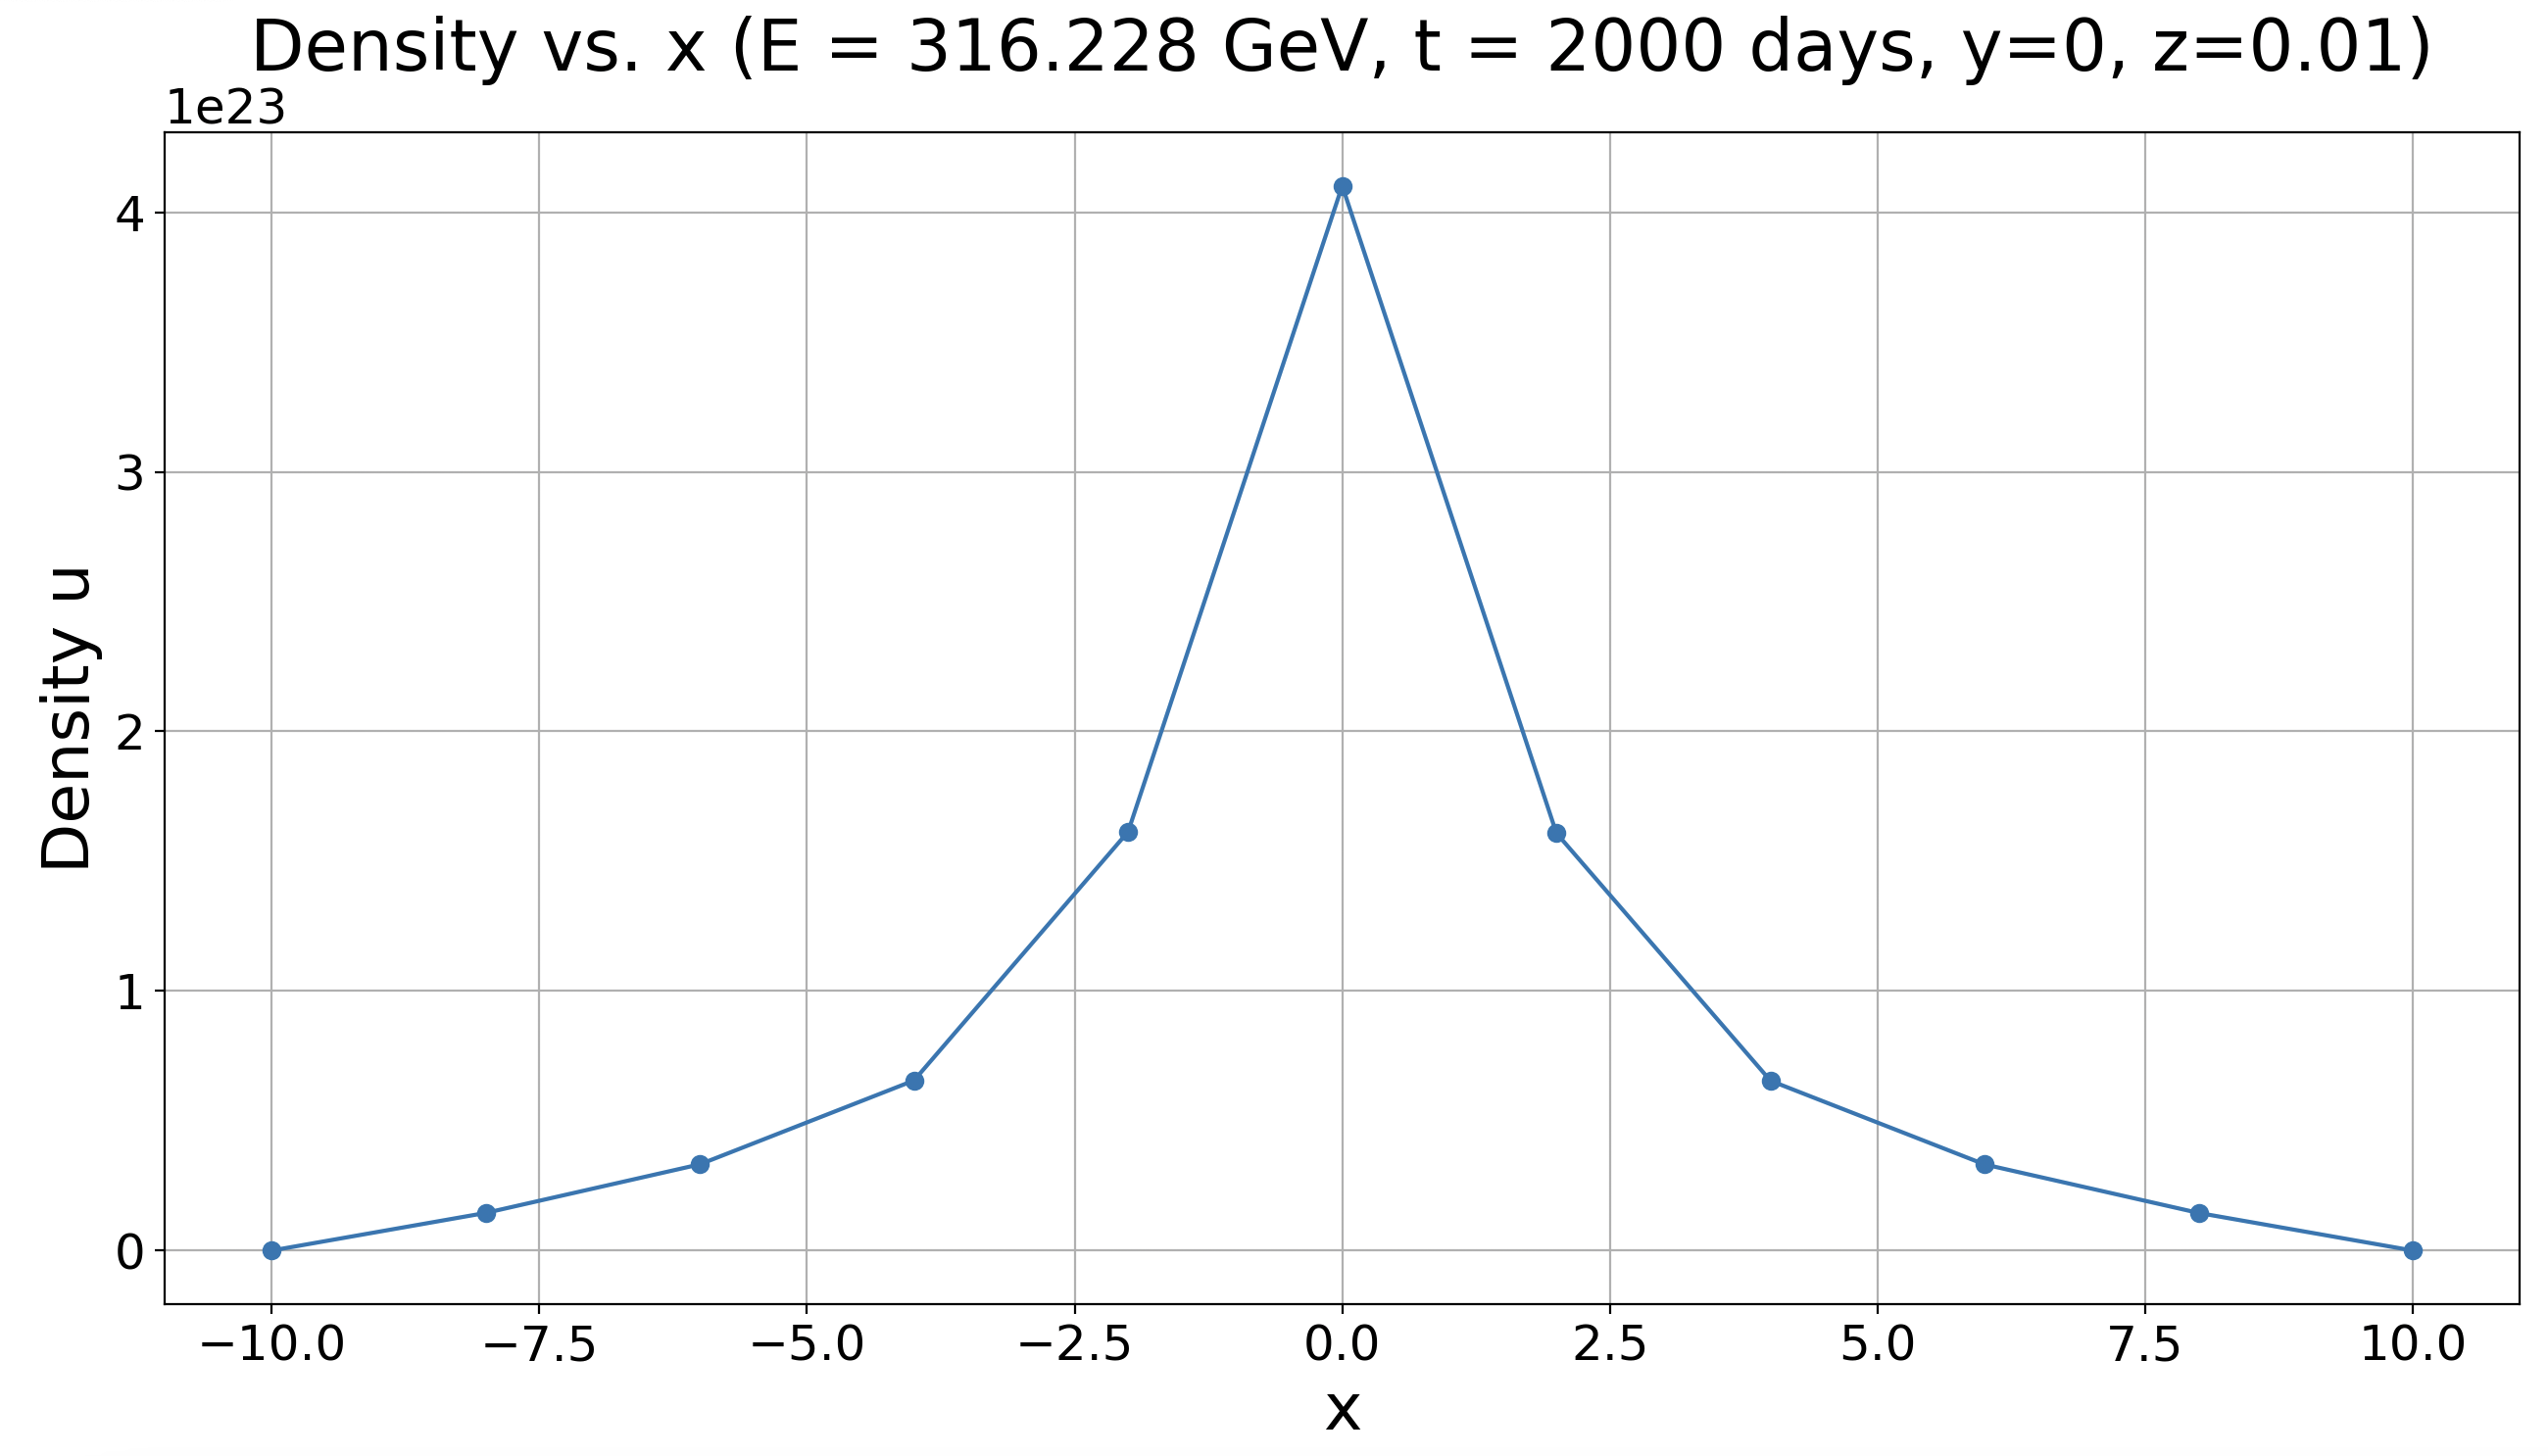 Density vs. x (E = 316.228 GeV, t = 2000 days, y=0, z=0.01)
1e23
4
3
2
1
0
Density u
−10.0 −7.5 −5.0 −2.5 0.0 2.5 5.0 7.5 10.0
x